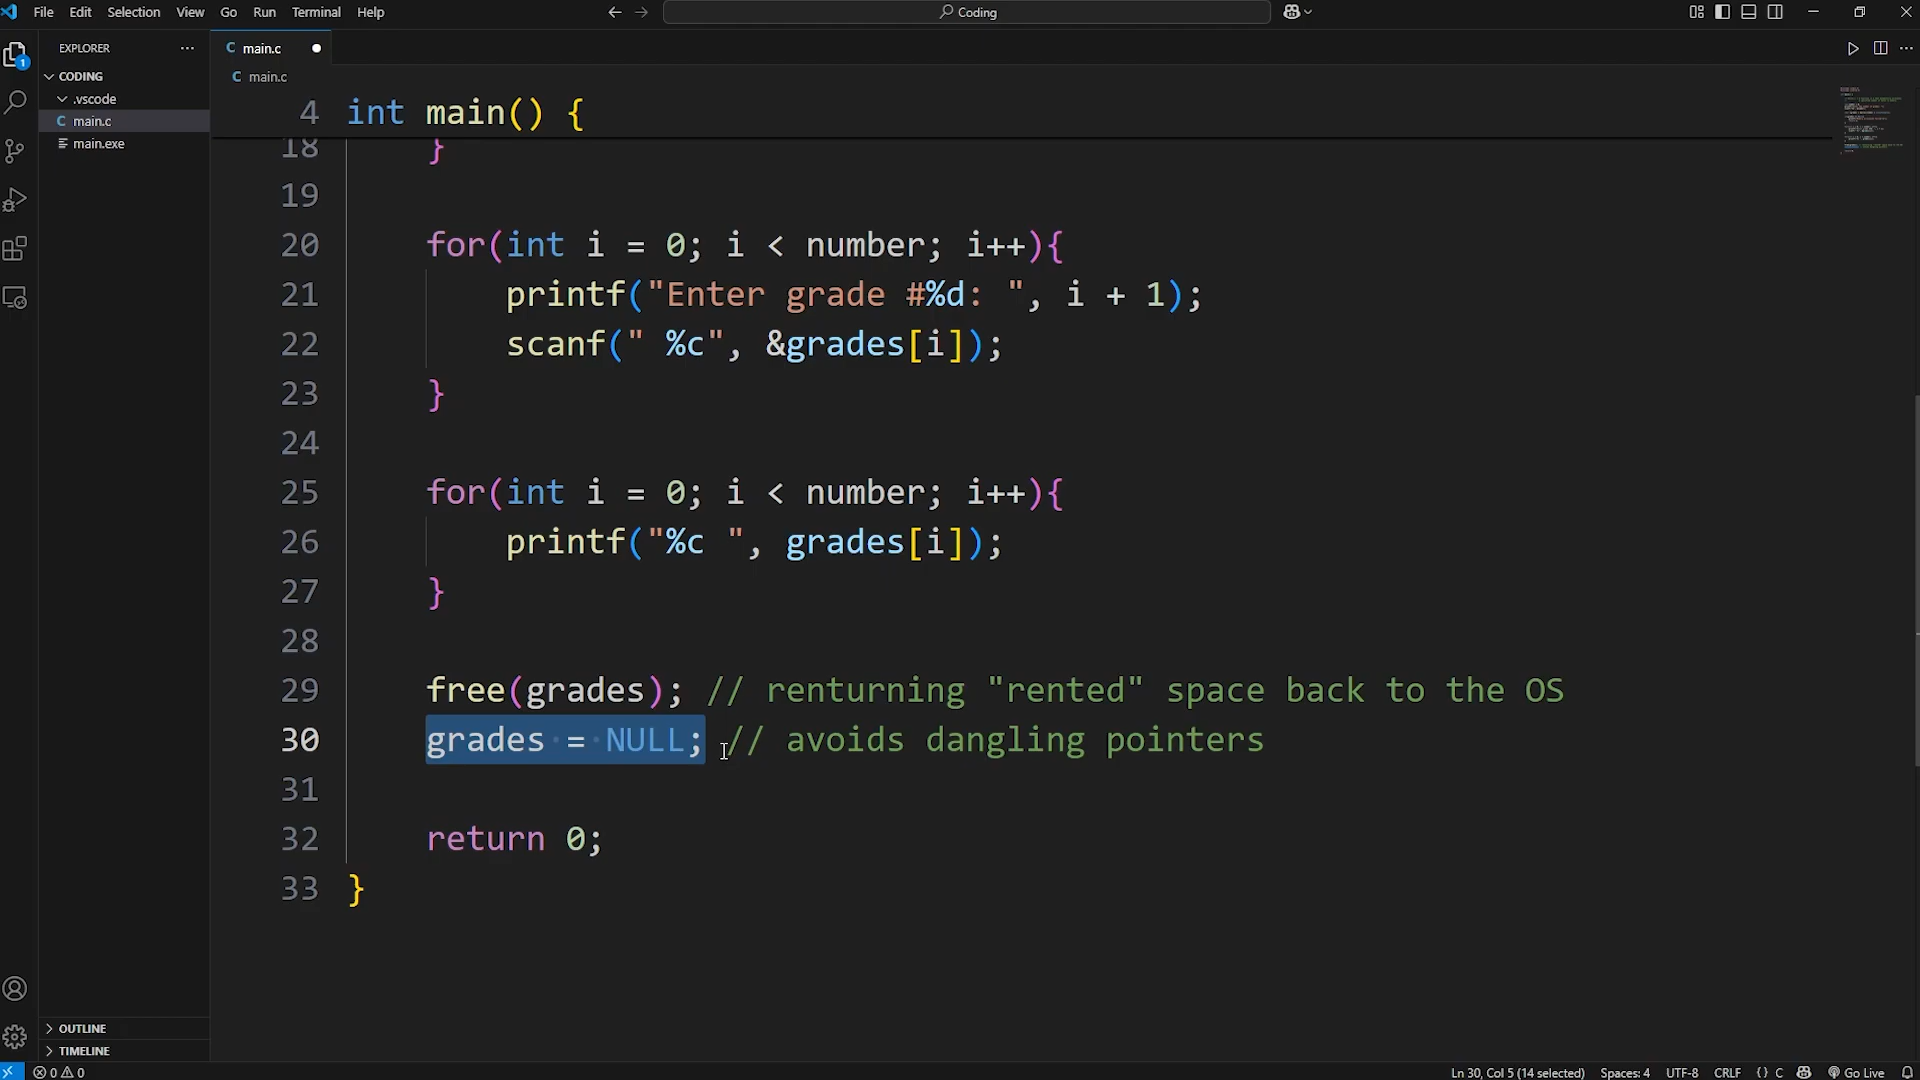 File Edit Selection View Go Run Terminal Help
Coding
EXPLORER
CODING
.vscode
main.c
main.exe
1
main.c
main.c
4 int main() {
18 }
19
20 for(int i = 0; i < number; i++){
21 printf("Enter grade #%d: ", i + 1);
22 scanf(" %c", &grades[i]);
23 }
24
25 for(int i = 0; i < number; i++){
26 printf("%c ", grades[i]);
27 }
28
29 free(grades); // renturning "rented" space back to the OS
30 grades = NULL; // avoids dangling pointers
31
32 return 0;
33 }
OUTLINE
TIMELINE
0 0 Ln 30, Col 5 (14 selected) Spaces: 4 UTF-8 CRLF {} C Go Live